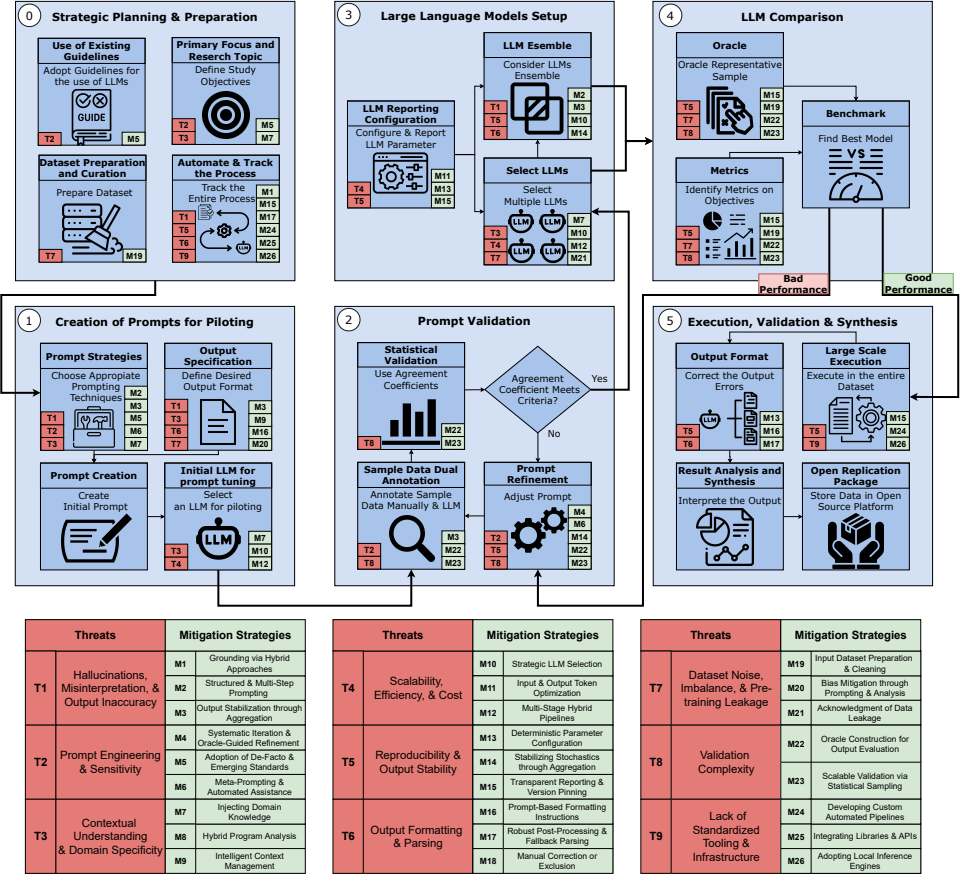 0 Strategic Planning & Preparation
Use of Existing
Guidelines
Adopt Guidelines for
the use of LLMs
GUIDE
T2
M5
Primary Focus and
Reserch Topic
Define Study
Objectives
T2
T3
M5
M7
Dataset Preparation
and Curation
Prepare Dataset
T7
M19
Automate & Track
the Process
Track the
Entire Process
LLM
T1
T5
T6
T9
M1
M15
M17
M24
M25
M26
3 Large Language Models Setup
LLM Reporting
Configuration
Configure & Report
LLM Parameter
T4
T5
M11
M13
M15
LLM Esemble
Consider LLMs
Ensemble
T1
T5
T6
M2
M3
M10
M14
Select LLMs
Select
Multiple LLMs
LLM
LLM
LLM
LLM
T3
T4
T7
M7
M10
M12
M21
4 LLM Comparison
Oracle
Oracle Representative
Sample
T5
T7
T8
M15
M19
M22
M23
Metrics
Identify Metrics on
Objectives
T5
T7
T8
M15
M19
M22
M23
Benchmark
Find Best Model
VS
Bad
Performance
Good
Performance
1 Creation of Prompts for Piloting
Prompt Strategies
Choose Appropiate
Prompting
Techniques
T1
T2
T3
M2
M3
M5
M6
M7
Output
Specification
Define Desired
Output Format
T1
T3
T6
T7
M3
M9
M16
M20
Prompt Creation
Create
Initial Prompt
Initial LLM for
prompt tuning
Select
an LLM for piloting
LLM
T3
T4
M7
M10
M12
2 Prompt Validation
Statistical
Validation
Use Agreement
Coefficients
T8
M22
M23
Agreement
Coefficient Meets
Criteria?
Yes
No
Sample Data Dual
Annotation
Annotate Sample
Data Manually & LLM
T2
T8
M3
M22
M23
Prompt
Refinement
Adjust Prompt
T2
T5
T8
M4
M6
M14
M22
M23
5 Execution, Validation & Synthesis
Output Format
Correct the Output
Errors
LLM
T5
T6
M13
M16
M17
Large Scale
Execution
Execute in the entire
Dataset
T5
T9
M15
M24
M26
Result Analysis and
Synthesis
Interprete the Output
Open Replication
Package
Store Data in Open
Source Platform
Threats
Mitigation Strategies
T1
Hallucinations,
Misinterpretation, &
Output Inaccuracy
M1
Grounding via Hybrid
Approaches
M2
Structured & Multi-Step
Prompting
M3
Output Stabilization through
Aggregation
T2
Prompt Engineering
& Sensitivity
M4
Systematic Iteration &
Oracle-Guided Refinement
M5
Adoption of De-Facto &
Emerging Standards
M6
Meta-Prompting &
Automated Assistance
T3
Contextual
Understanding
& Domain Specificity
M7
Injecting Domain
Knowledge
M8
Hybrid Program Analysis
M9
Intelligent Context
Management
Threats
Mitigation Strategies
T4
Scalability,
Efficiency, & Cost
M10
Strategic LLM Selection
M11
Input & Output Token
Optimization
M12
Multi-Stage Hybrid
Pipelines
T5
Reproducibility &
Output Stability
M13
Deterministic Parameter
Configuration
M14
Stabilizing Stochastics
through Aggregation
M15
Transparent Reporting &
Version Pinning
T6
Output Formatting
& Parsing
M16
Prompt-Based Formatting
Instructions
M17
Robust Post-Processing &
Fallback Parsing
M18
Manual Correction or
Exclusion
Threats
Mitigation Strategies
T7
Dataset Noise,
Imbalance, & Pre-
training Leakage
M19
Input Dataset Preparation
& Cleaning
M20
Bias Mitigation through
Prompting & Analysis
M21
Acknowledgment of Data
Leakage
T8
Validation
Complexity
M22
Oracle Construction for
Output Evaluation
M23
Scalable Validation via
Statistical Sampling
T9
Lack of
Standardized
Tooling &
Infrastructure
M24
Developing Custom
Automated Pipelines
M25
Integrating Libraries & APIs
M26
Adopting Local Inference
Engines